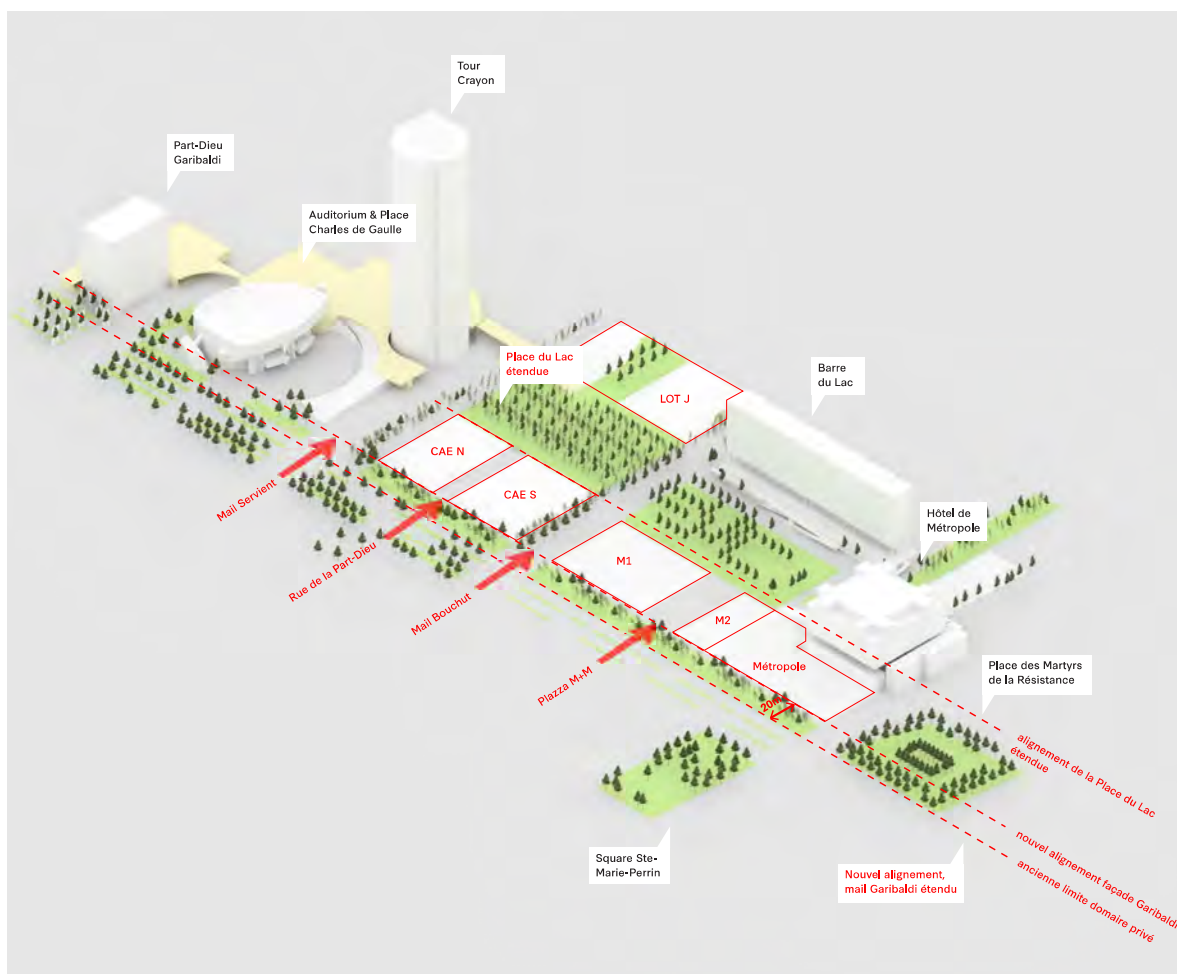 Tour
Crayon
Part-Dieu
Garibaldi
Auditorium & Place
Charles de Gaulle
Place du Lac
étendue
Barre
du Lac
LOT J
CAE N
CAE S
Mail Servient
Hôtel de
Métropole
Rue de la Part-Dieu
M1
Mail Bouchut
M2
Métropole
Plazza M+M
Place des Martyrs
de la Résistance
20m
alignement de la Place du Lac
étendue
Square Ste-
Marie-Perrin
Nouvel alignement,
mail Garibaldi étendu
nouvel alignement façade Garibaldi
ancienne limite domaine privé